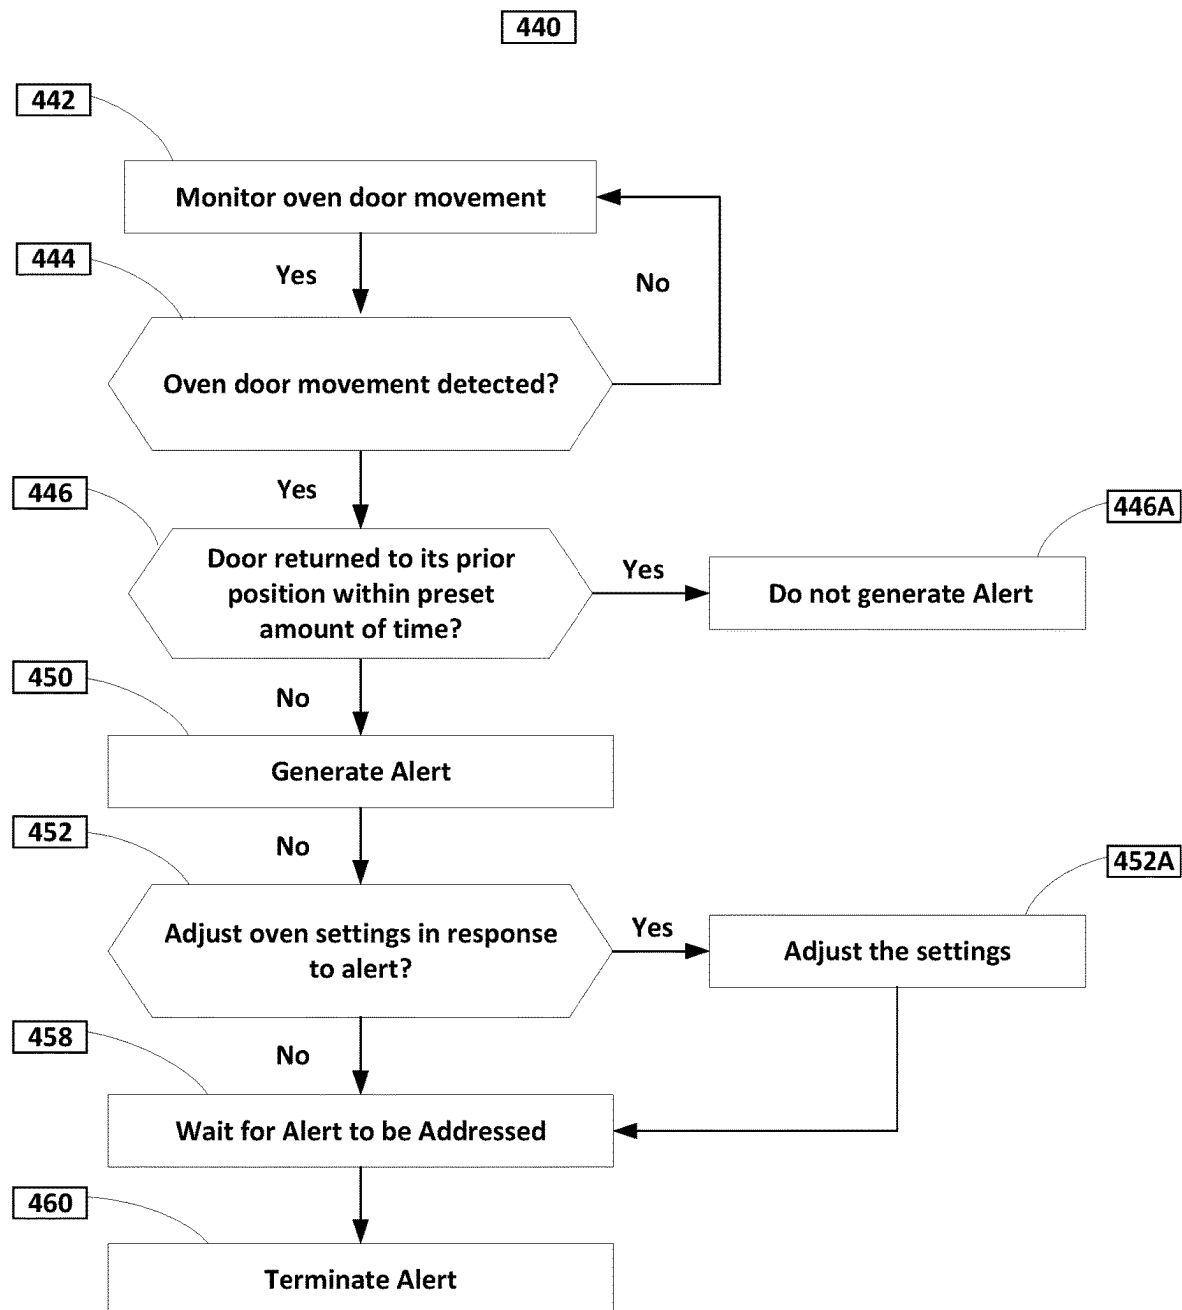 440
442
Monitor oven door movement
444
Yes
No
Oven door movement detected?
446
Yes
446A
Door returned to its prior
position within preset
amount of time?
Yes
Do not generate Alert
450
No
Generate Alert
452
No
452A
Adjust oven settings in response
to alert?
Yes
Adjust the settings
458
No
Wait for Alert to be Addressed
460
Terminate Alert